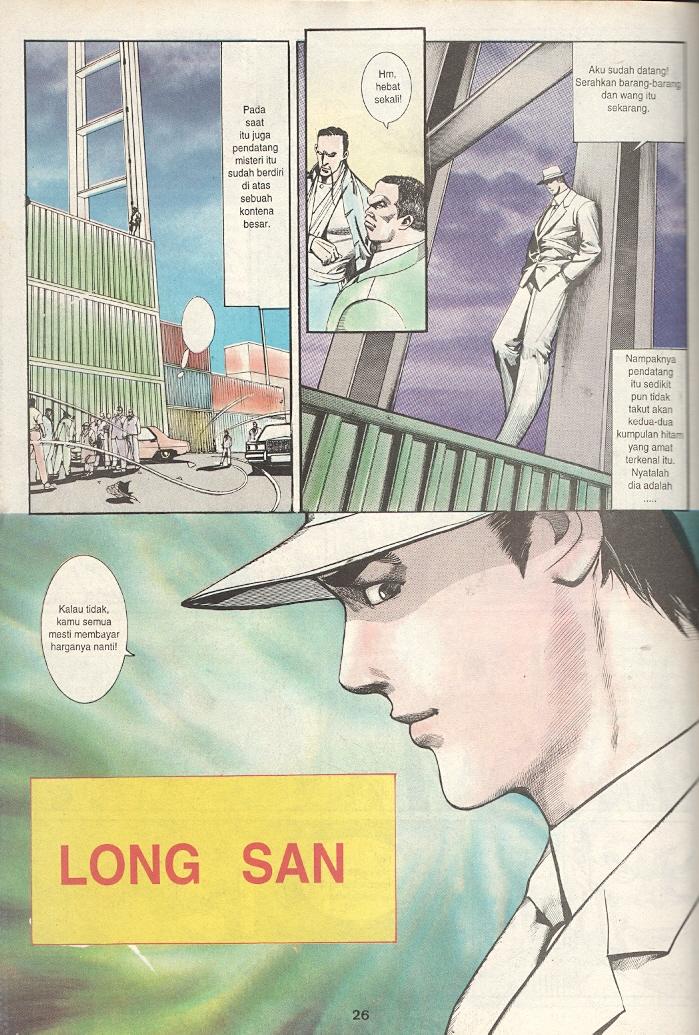 Pada
saat
itu juga
pendatang
misteri itu
sudah berdiri
di atas
sebuah
kontena
besar.
Hm,
hebat
sekali!
Aku sudah datang!
Serahkan barang-barang
dan wang itu
sekarang.
Nampaknya
pendatang
itu sedikit
pun tidak
takut akan
kedua-dua
kumpulan hitam
yang amat
terkenal itu.
Nyatalah
dia adalah
.....
Kalau tidak,
kamu semua
mesti membayar
harganya nanti!
LONG SAN
26